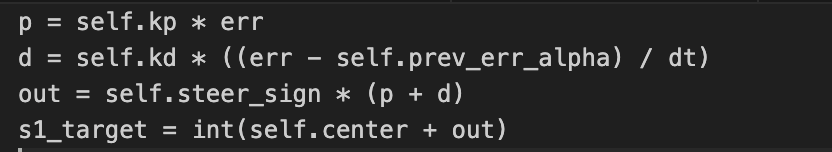 p = self.kp * err
d = self.kd * ((err - self.prev_err_alpha) / dt)
out = self.steer_sign * (p + d)
s1_target = int(self.center + out)